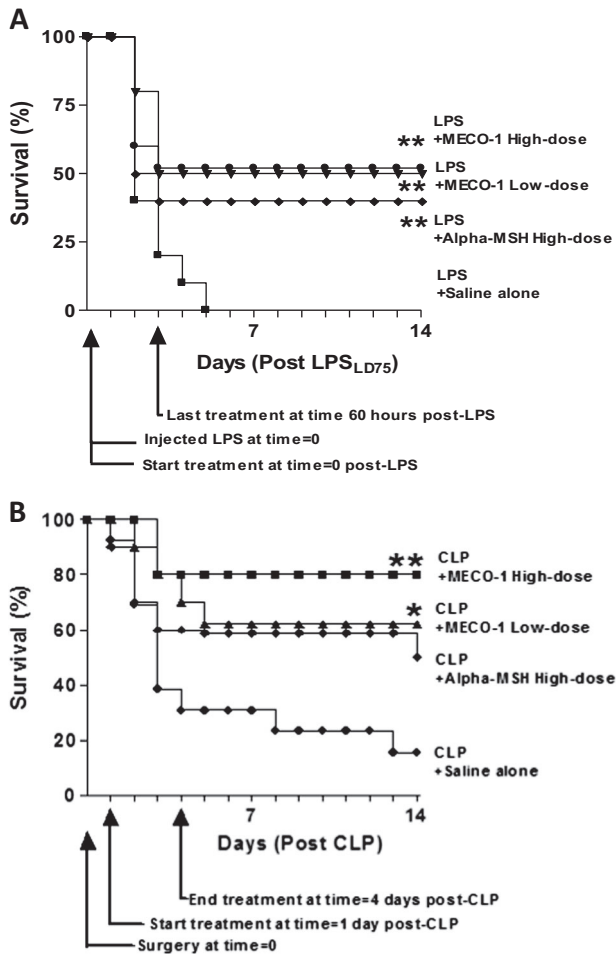 A
Survival (%)
100
75
50
25
0
7
14
Days (Post LPSLD75)
LPS
**
+MECO-1 High-dose
LPS
** +MECO-1 Low-dose
** LPS
+Alpha-MSH High-dose
LPS
+Saline alone
Last treatment at time 60 hours post-LPS
Injected LPS at time=0
Start treatment at time=0 post-LPS
B
Survival (%)
100
80
60
40
20
0
7
14
Days (Post CLP)
** CLP
+MECO-1 High-dose
* CLP
+MECO-1 Low-dose
CLP
+Alpha-MSH High-dose
CLP
+Saline alone
End treatment at time=4 days post-CLP
Start treatment at time=1 day post-CLP
Surgery at time=0